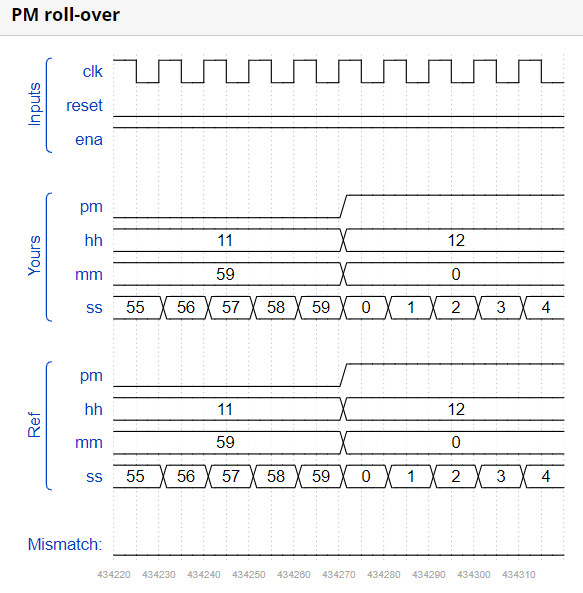 PM roll-over
Inputs
clk
reset
ena
Yours
pm
hh 11 12
mm 59 0
ss 55 56 57 58 59 0 1 2 3 4
Ref
pm
hh 11 12
mm 59 0
ss 55 56 57 58 59 0 1 2 3 4
Mismatch:
434220 434230 434240 434250 434260 434270 434280 434290 434300 434310